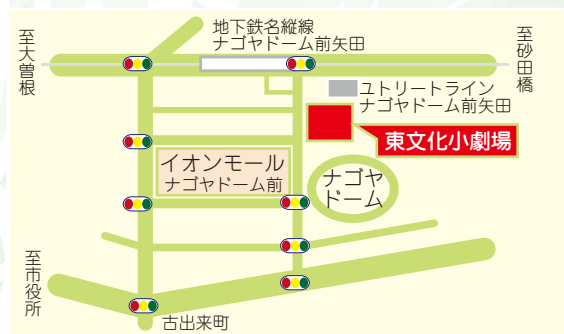 地下鉄名縦線
ナゴヤドーム前矢田
至大曽根
至砂田橋
ユトリートライン
ナゴヤドーム前矢田
東文化小劇場
イオンモール
ナゴヤドーム前
ナゴヤ
ドーム
至市役所
古出来町